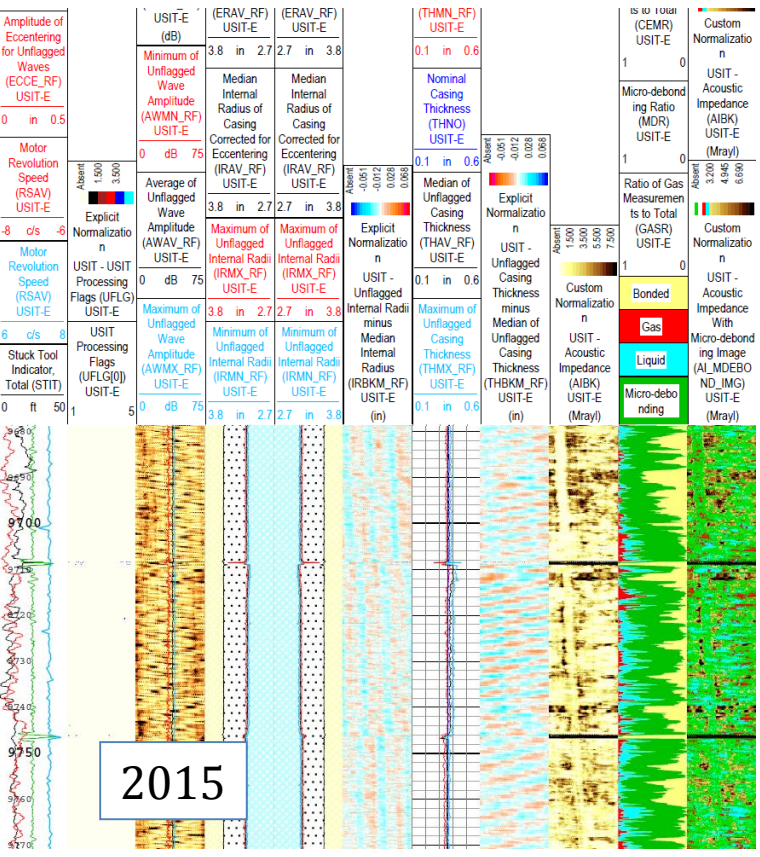 Amplitude of
Eccentering
for Unflagged
Waves
(ECCE_RF)
USIT-E
0 in 0.5
Motor
Revolution
Speed
(RSAV)
USIT-E
-8 c/s -6
Motor
Revolution
Speed
(RSAV)
USIT-E
6 c/s 8
Stuck Tool
Indicator,
Total (STIT)
0 ft 50
Absent
1.500
3.500
Explicit
Normalizatio
n
USIT - USIT
Processing
Flags (UFLG)
USIT-E
USIT
Processing
Flags
(UFLG[0])
USIT-E
1 5
USIT-E
(dB)
Minimum of
Unflagged
Wave
Amplitude
(AWMN_RF)
USIT-E
0 dB 75
Average of
Unflagged
Wave
Amplitude
(AWAV_RF)
USIT-E
0 dB 75
Maximum of
Unflagged
Wave
Amplitude
(AWMX_RF)
USIT-E
0 dB 75
(ERAV_RF)
USIT-E
3.8 in 2.7
Median
Internal
Radius of
Casing
Corrected for
Eccentering
(IRAV_RF)
USIT-E
3.8 in 2.7
Maximum of
Unflagged
Internal Radii
(IRMX_RF)
USIT-E
3.8 in 2.7
Minimum of
Unflagged
Internal Radii
(IRMN_RF)
USIT-E
3.8 in 2.7
(ERAV_RF)
USIT-E
2.7 in 3.8
Median
Internal
Radius of
Casing
Corrected for
Eccentering
(IRAV_RF)
USIT-E
2.7 in 3.8
Maximum of
Unflagged
Internal Radii
(IRMX_RF)
USIT-E
2.7 in 3.8
Minimum of
Unflagged
Internal Radii
(IRMN_RF)
USIT-E
2.7 in 3.8
Absent
-0.051
-0.012
0.028
0.068
Explicit
Normalizatio
n
USIT -
Unflagged
Internal Radii
minus
Median
Internal
Radius
(IRBKM_RF)
USIT-E
(in)
(THMN_RF)
USIT-E
0.1 in 0.6
Nominal
Casing
Thickness
(THNO)
USIT-E
0.1 in 0.6
Median of
Unflagged
Casing
Thickness
(THAV_RF)
USIT-E
0.1 in 0.6
Maximum of
Unflagged
Casing
Thickness
(THMX_RF)
USIT-E
0.1 in 0.6
Absent
-0.051
-0.012
0.028
0.068
Explicit
Normalizatio
n
USIT -
Unflagged
Casing
Thickness
minus
Median of
Unflagged
Casing
Thickness
(THBKM_RF)
USIT-E
(in)
Absent
1.500
3.500
5.500
7.500
Custom
Normalizatio
n
USIT -
Acoustic
Impedance
(AIBK)
USIT-E
(Mrayl)
ts to Total
(CEMR)
USIT-E
1 0
Micro-debond
ing Ratio
(MDR)
USIT-E
1 0
Ratio of Gas
Measuremen
ts to Total
(GASR)
USIT-E
1 0
Bonded
Gas
Liquid
Micro-debo
nding
Custom
Normalizatio
n
USIT -
Acoustic
Impedance
(AIBK)
USIT-E
(Mrayl)
Absent
3.200
4.945
6.690
Custom
Normalizatio
n
USIT -
Acoustic
Impedance
With
Micro-debond
ing Image
(AI_MDEBO
ND_IMG)
USIT-E
(Mrayl)
9680
9690
9700
9710
9720
9730
9740
9750
9760
9770
2015